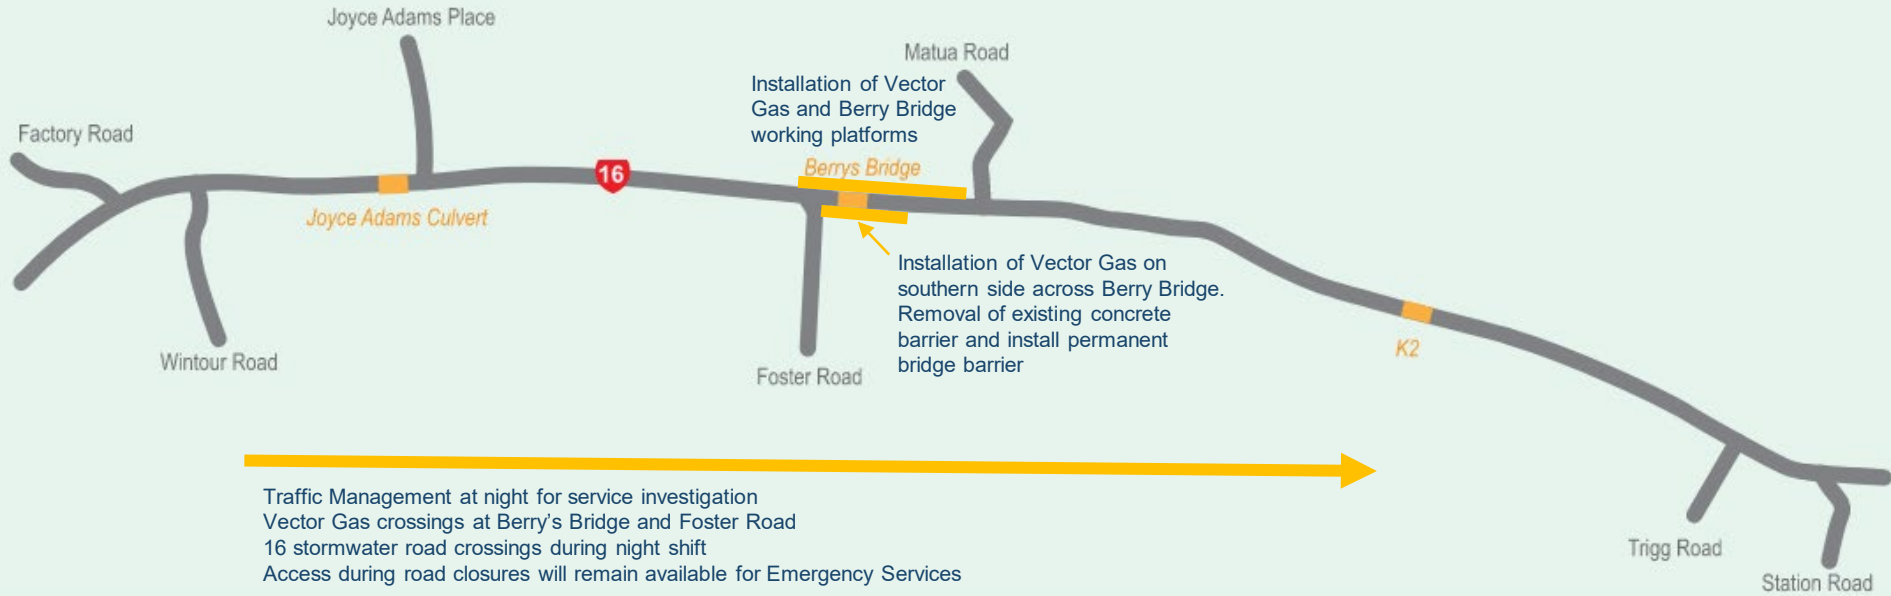 Joyce Adams Place
Matua Road
Installation of Vector
Gas and Berry Bridge
working platforms
Factory Road
Berrys Bridge
16
Joyce Adams Culvert
Installation of Vector Gas on
southern side across Berry Bridge.
Removal of existing concrete
barrier and install permanent
bridge barrier
Wintour Road
Foster Road
K2
Traffic Management at night for service investigation
Vector Gas crossings at Berry’s Bridge and Foster Road
16 stormwater road crossings during night shift
Access during road closures will remain available for Emergency Services
Trigg Road
Station Road